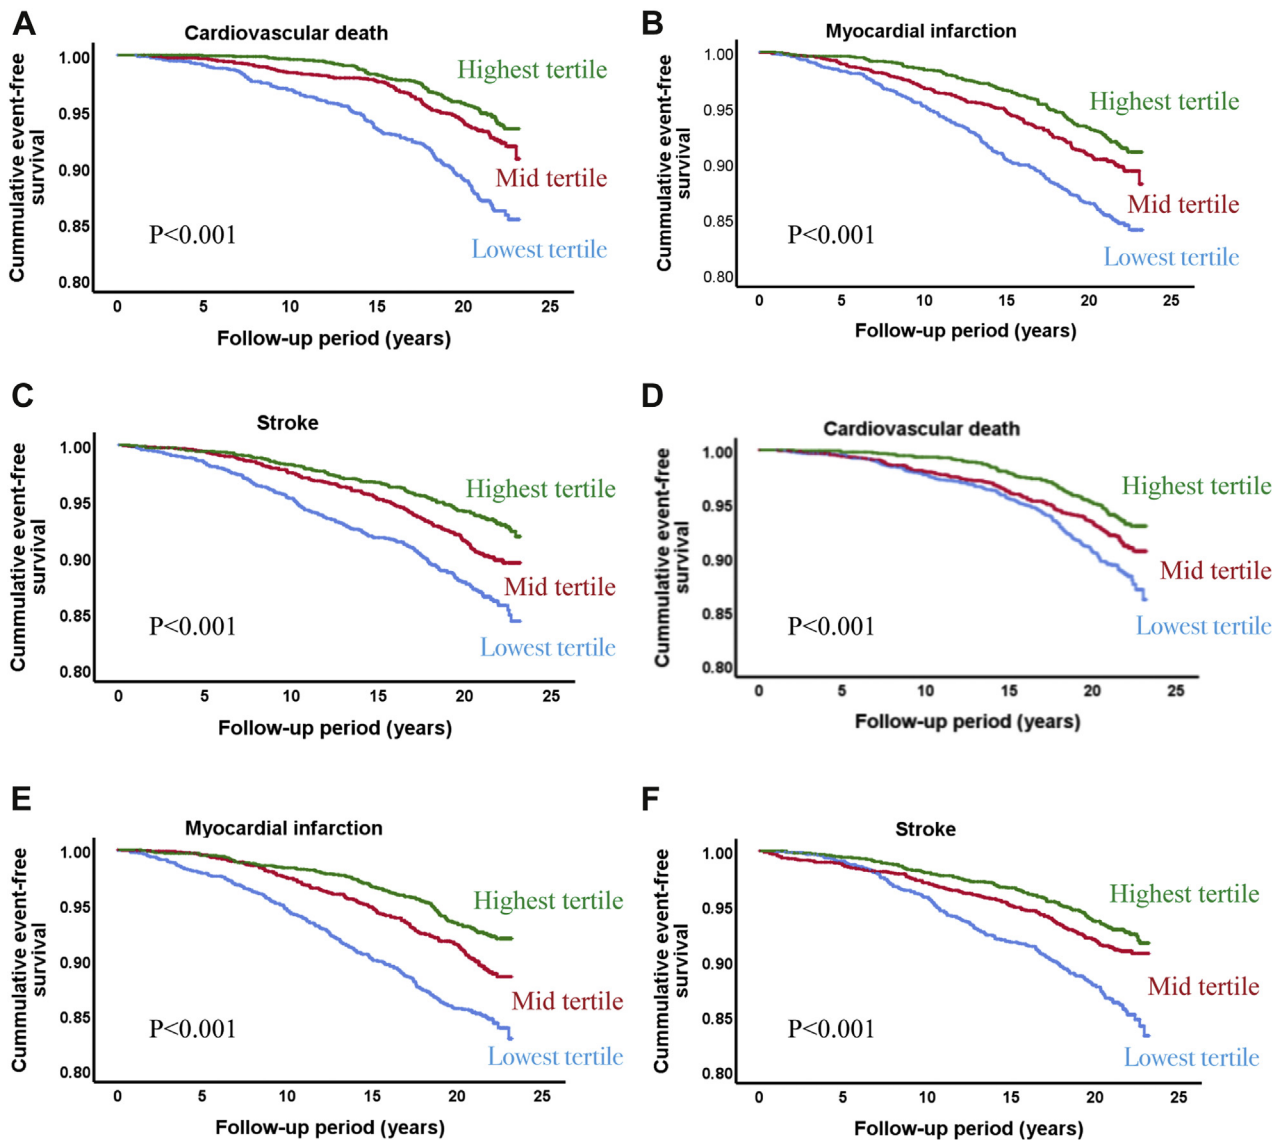 A
Cardiovascular death
Cummulative event-free
survival
1.00
0.95
0.90
0.85
0.80
Highest tertile
Mid tertile
Lowest tertile
P<0.001
0 5 10 15 20 25
Follow-up period (years)
B
Myocardial infarction
Cummulative event-free
survival
1.00
0.95
0.90
0.85
0.80
Highest tertile
Mid tertile
Lowest tertile
P<0.001
0 5 10 15 20 25
Follow-up period (years)
C
Stroke
Cummulative event-free
survival
1.00
0.95
0.90
0.85
0.80
Highest tertile
Mid tertile
Lowest tertile
P<0.001
0 5 10 15 20 25
Follow-up period (years)
D
Cardiovascular death
Cummulative event-free
survival
1.00
0.95
0.90
0.85
0.80
Highest tertile
Mid tertile
Lowest tertile
P<0.001
0 5 10 15 20 25
Follow-up period (years)
E
Myocardial infarction
Cummulative event-free
survival
1.00
0.95
0.90
0.85
0.80
Highest tertile
Mid tertile
Lowest tertile
P<0.001
0 5 10 15 20 25
Follow-up period (years)
F
Stroke
Cummulative event-free
survival
1.00
0.95
0.90
0.85
0.80
Highest tertile
Mid tertile
Lowest tertile
P<0.001
0 5 10 15 20 25
Follow-up period (years)